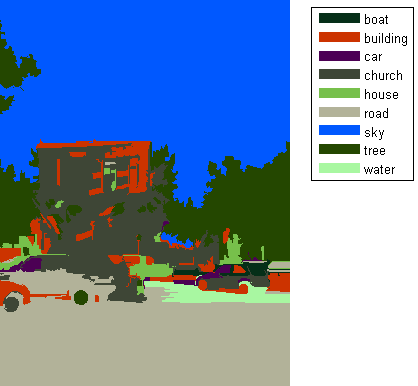 boat
building
car
church
house
road
sky
tree
water